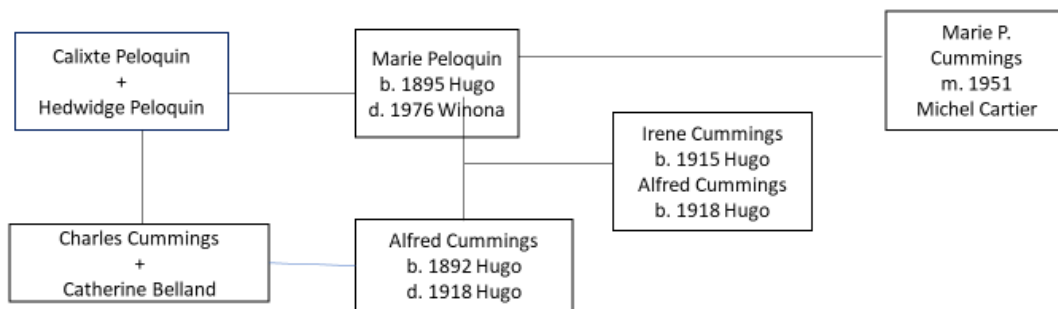 Calixte Peloquin
+
Hedwidge Peloquin
Marie Peloquin
b. 1895 Hugo
d. 1976 Winona
Marie P.
Cummings
m. 1951
Michel Cartier
Irene Cummings
b. 1915 Hugo
Alfred Cummings
b. 1918 Hugo
Charles Cummings
+
Catherine Belland
Alfred Cummings
b. 1892 Hugo
d. 1918 Hugo